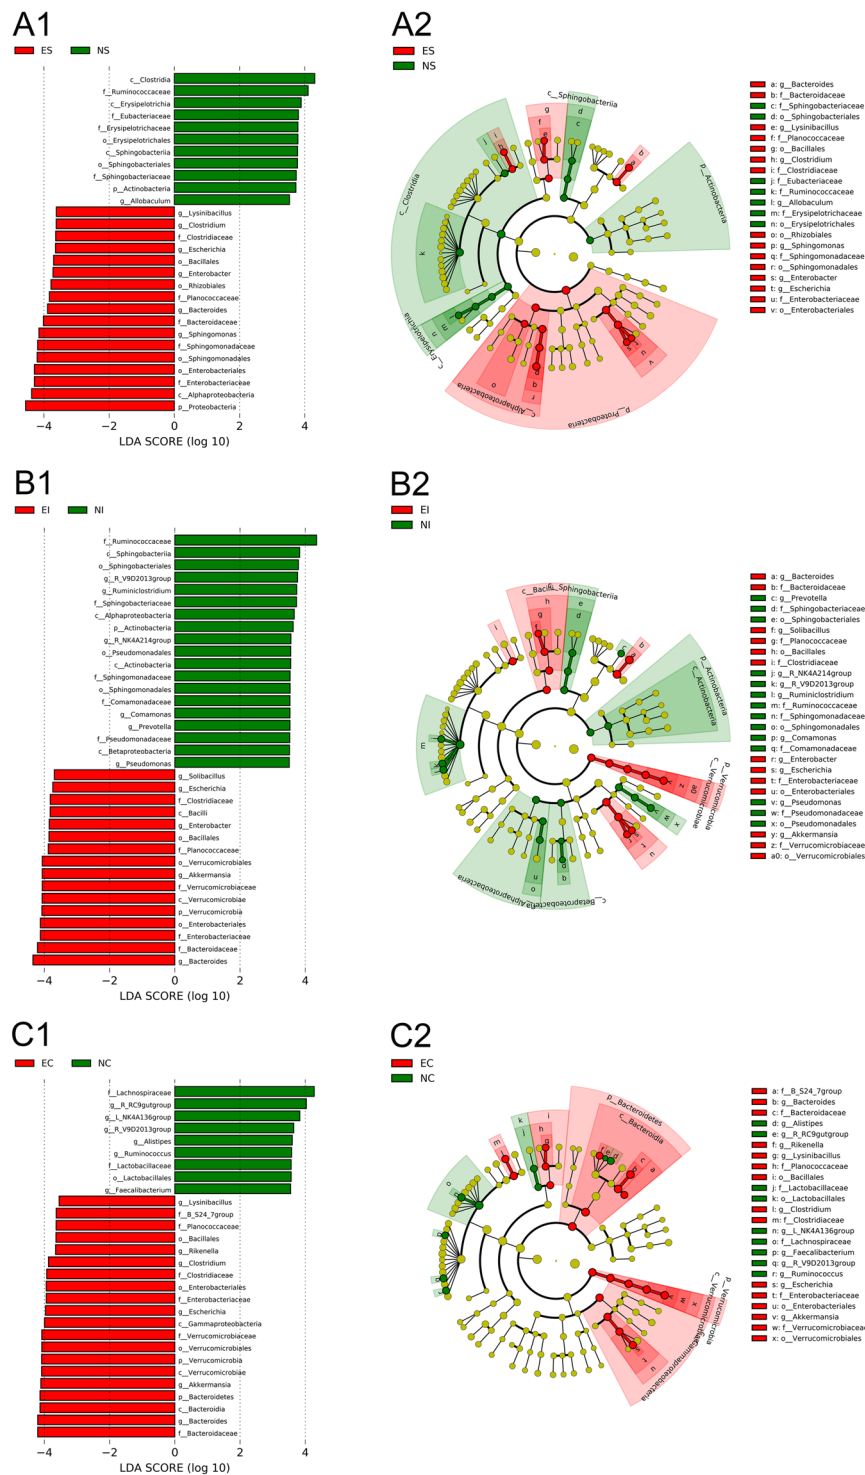 A1
ES NS
c__Clostridia
f__Ruminococcaceae
c__Erysipelotrichia
f__Eubacteriaceae
f__Erysipelotrichaceae
o__Erysipelotrichales
c__Sphingobacteriia
o__Sphingobacteriales
f__Sphingobacteriaceae
p__Actinobacteria
g__Allobaculum
g__Lysinibacillus
g__Clostridium
f__Clostridiaceae
g__Escherichia
o__Bacillales
g__Enterobacter
o__Rhizobiales
f__Planococcaceae
g__Bacteroides
f__Bacteroidaceae
g__Sphingomonas
f__Sphingomonadaceae
o__Sphingomonadales
o__Enterobacteriales
f__Enterobacteriaceae
c__Alphaproteobacteria
p__Proteobacteria
−4 −2 0 2 4
LDA SCORE (log 10)
A2
ES
NS
c__Sphingobacteriia
p__Actinobacteria
c__Clostridia
c__Erysipelotrichia
c__Alphaproteobacteria
p__Proteobacteria
a: g__Bacteroides
b: f__Bacteroidaceae
c: f__Sphingobacteriaceae
d: o__Sphingobacteriales
e: g__Lysinibacillus
f: f__Planococcaceae
g: o__Bacillales
h: g__Clostridium
i: f__Clostridiaceae
j: f__Eubacteriaceae
k: f__Ruminococcaceae
l: g__Allobaculum
m: f__Erysipelotrichaceae
n: o__Erysipelotrichales
o: o__Rhizobiales
p: g__Sphingomonas
q: f__Sphingomonadaceae
r: o__Sphingomonadales
s: g__Enterobacter
t: g__Escherichia
u: f__Enterobacteriaceae
v: o__Enterobacteriales
B1
EI NI
f__Ruminococcaceae
c__Sphingobacteriia
o__Sphingobacteriales
g__R_V9D2013group
g__Ruminiclostridium
f__Sphingobacteriaceae
c__Alphaproteobacteria
p__Actinobacteria
g__R_NK4A214group
o__Pseudomonadales
c__Actinobacteria
f__Sphingomonadaceae
o__Sphingomonadales
f__Comamonadaceae
g__Comamonas
g__Prevotella
f__Pseudomonadaceae
c__Betaproteobacteria
g__Pseudomonas
g__Solibacillus
g__Escherichia
f__Clostridiaceae
c__Bacilli
g__Enterobacter
o__Bacillales
f__Planococcaceae
o__Verrucomicrobiales
g__Akkermansia
f__Verrucomicrobiaceae
c__Verrucomicrobiae
p__Verrucomicrobia
o__Enterobacteriales
f__Enterobacteriaceae
f__Bacteroidaceae
g__Bacteroides
−4 −2 0 2 4
LDA SCORE (log 10)
B2
EI
NI
c__Bacilli
c__Sphingobacteriia
p__Actinobacteria
c__Actinobacteria
p__Verrucomicrobia
c__Verrucomicrobiae
c__Alphaproteobacteria
c__Betaproteobacteria
a: g__Bacteroides
b: f__Bacteroidaceae
c: g__Prevotella
d: f__Sphingobacteriaceae
e: o__Sphingobacteriales
f: g__Solibacillus
g: f__Planococcaceae
h: o__Bacillales
i: f__Clostridiaceae
j: g__R_NK4A214group
k: g__R_V9D2013group
l: g__Ruminiclostridium
m: f__Ruminococcaceae
n: f__Sphingomonadaceae
o: o__Sphingomonadales
p: g__Comamonas
q: f__Comamonadaceae
r: g__Enterobacter
s: g__Escherichia
t: f__Enterobacteriaceae
u: o__Enterobacteriales
v: g__Pseudomonas
w: f__Pseudomonadaceae
x: o__Pseudomonadales
y: g__Akkermansia
z: f__Verrucomicrobiaceae
a0: o__Verrucomicrobiales
C1
EC NC
f__Lachnospiraceae
g__R_RC9gutgroup
g__L_NK4A136group
g__R_V9D2013group
g__Alistipes
g__Ruminococcus
f__Lactobacillaceae
o__Lactobacillales
g__Faecalibacterium
g__Lysinibacillus
f__B_S24_7group
f__Planococcaceae
o__Bacillales
g__Rikenella
g__Clostridium
f__Clostridiaceae
o__Enterobacteriales
f__Enterobacteriaceae
g__Escherichia
c__Gammaproteobacteria
f__Verrucomicrobiaceae
o__Verrucomicrobiales
p__Verrucomicrobia
c__Verrucomicrobiae
g__Akkermansia
p__Bacteroidetes
c__Bacteroidia
g__Bacteroides
f__Bacteroidaceae
−4 −2 0 2 4
LDA SCORE (log 10)
C2
EC
NC
p__Bacteroidetes
c__Bacteroidia
p__Verrucomicrobia
c__Verrucomicrobiae
c__Gammaproteobacteria
a: f__B_S24_7group
b: g__Bacteroides
c: f__Bacteroidaceae
d: g__Alistipes
e: g__R_RC9gutgroup
f: g__Rikenella
g: g__Lysinibacillus
h: f__Planococcaceae
i: o__Bacillales
j: f__Lactobacillaceae
k: o__Lactobacillales
l: g__Clostridium
m: f__Clostridiaceae
n: g__L_NK4A136group
o: f__Lachnospiraceae
p: g__Faecalibacterium
q: g__R_V9D2013group
r: g__Ruminococcus
s: g__Escherichia
t: f__Enterobacteriaceae
u: o__Enterobacteriales
v: g__Akkermansia
w: f__Verrucomicrobiaceae
x: o__Verrucomicrobiales